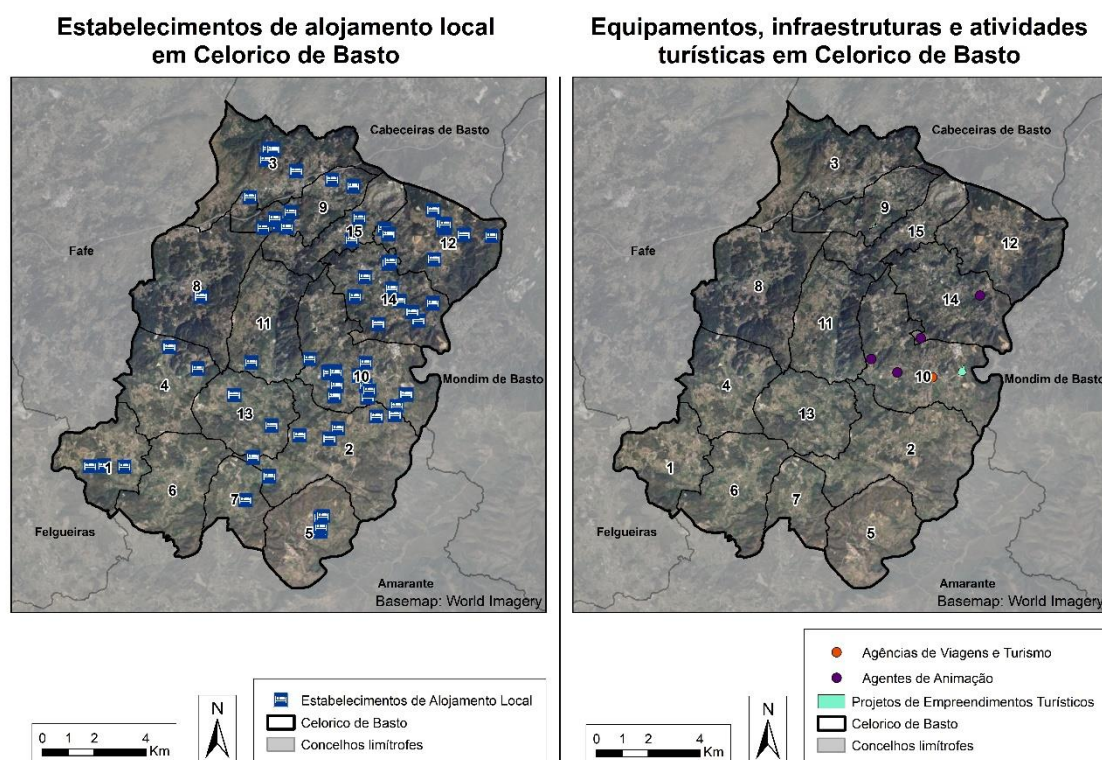 Estabelecimentos de alojamento local
em Celorico de Basto
Cabeceiras de Basto
3
9
15
12
Fafe
8
14
11
10
Mondim de Basto
4
13
2
1
6
7
Felgueiras
5
Amarante
Basemap: World Imagery
N
0 1 2 4
Km
Estabelecimentos de Alojamento Local
Celorico de Basto
Concelhos limítrofes
Equipamentos, infraestruturas e atividades
turísticas em Celorico de Basto
Cabeceiras de Basto
3
9
15
12
Fafe
8
14
11
10
Mondim de Basto
4
13
2
1
6
7
Felgueiras
5
Amarante
Basemap: World Imagery
N
0 1 2 4
Km
Agências de Viagens e Turismo
Agentes de Animação
Projetos de Empreendimentos Turísticos
Celorico de Basto
Concelhos limítrofes